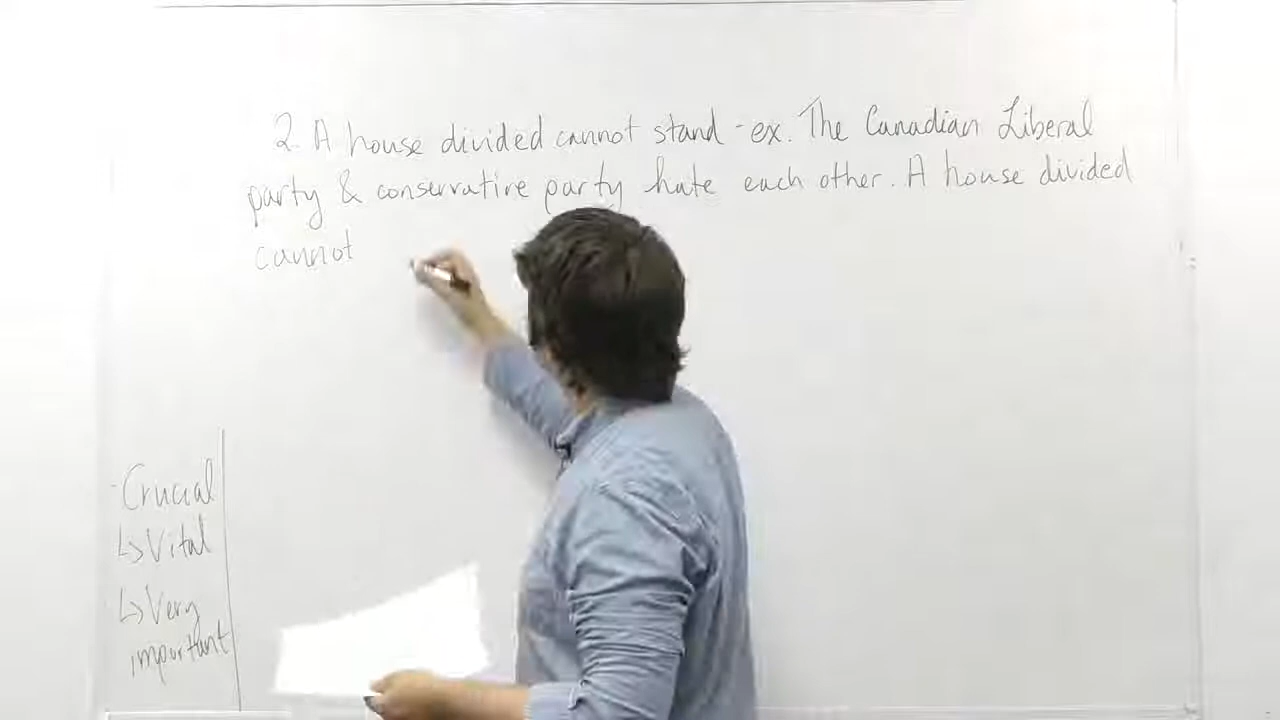 2. A house divided cannot stand - ex. The Canadian Liberal
party & conservative party hate each other. A house divided
cannot
- Crucial
↳ Vital
↳ Very
important